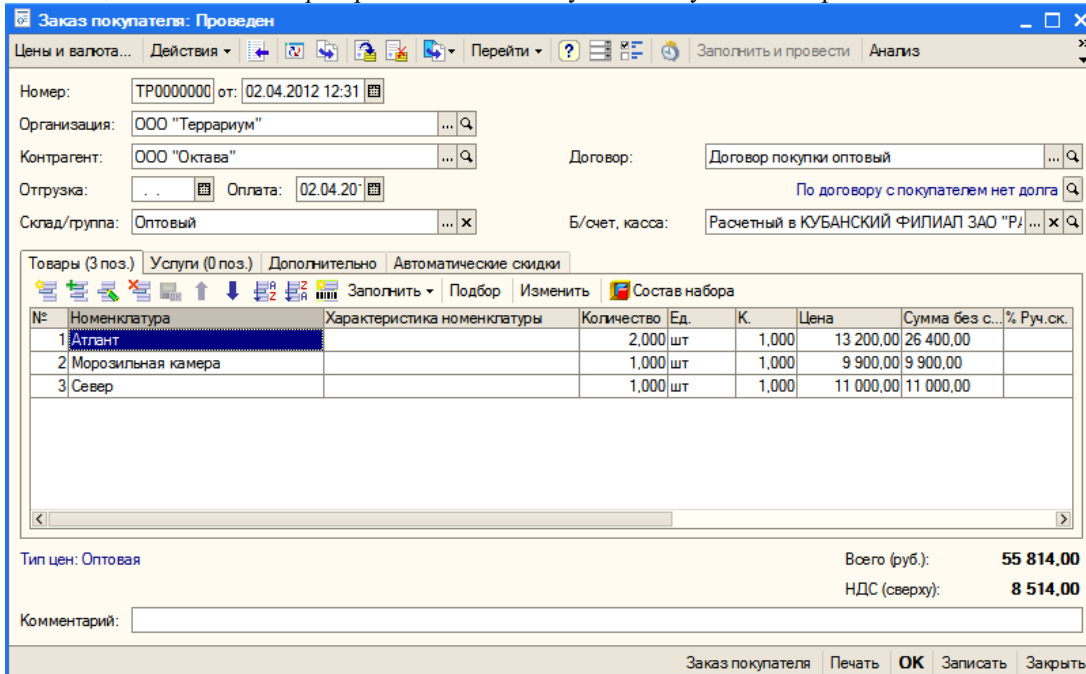 Заказ покупателя: Проведен
Цены и валюта... Действия Перейти ? Заполнить и провести Анализ
Номер: ТР0000000 от: 02.04.2012 12:31
Организация: ООО "Террариум"
Контрагент: ООО "Октава" Договор: Договор покупки оптовый
Отгрузка: . . Оплата: 02.04.20 По договору с покупателем нет долга
Склад/группа: Оптовый Б/счет, касса: Расчетный в КУБАНСКИЙ ФИЛИАЛ ЗАО "РА
Товары (3 поз.) Услуги (0 поз.) Дополнительно Автоматические скидки
Заполнить Подбор Изменить Состав набора
№ Номенклатура Характеристика номенклатуры Количество Ед. К. Цена Сумма без с... % Руч.ск.
1 Атлант 2,000 шт 1,000 13 200,00 26 400,00
2 Морозильная камера 1,000 шт 1,000 9 900,00 9 900,00
3 Север 1,000 шт 1,000 11 000,00 11 000,00
Тип цен: Оптовая Всего (руб.): 55 814,00
НДС (сверху): 8 514,00
Комментарий:
Заказ покупателя Печать ОК Записать Закрыть